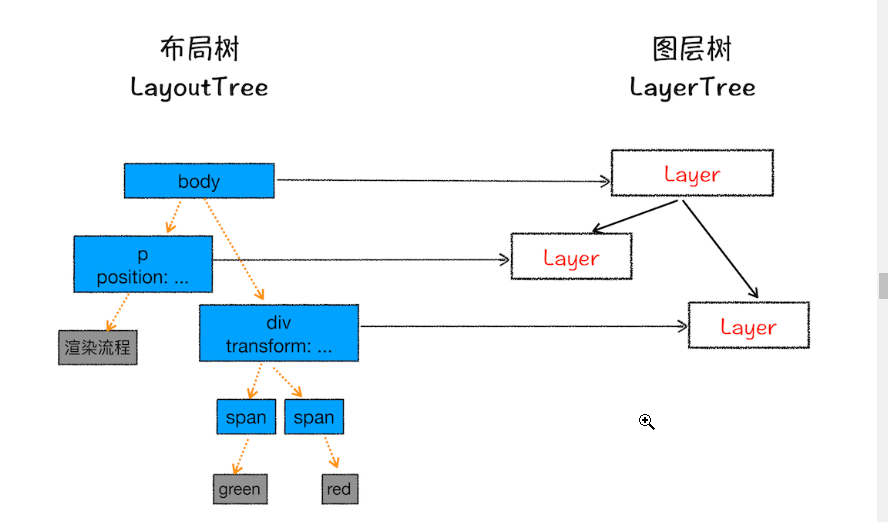 布局树
LayoutTree
图层树
LayerTree
body
Layer
p
position: ...
Layer
div
transform: ...
Layer
渲染流程
span
span
green
red